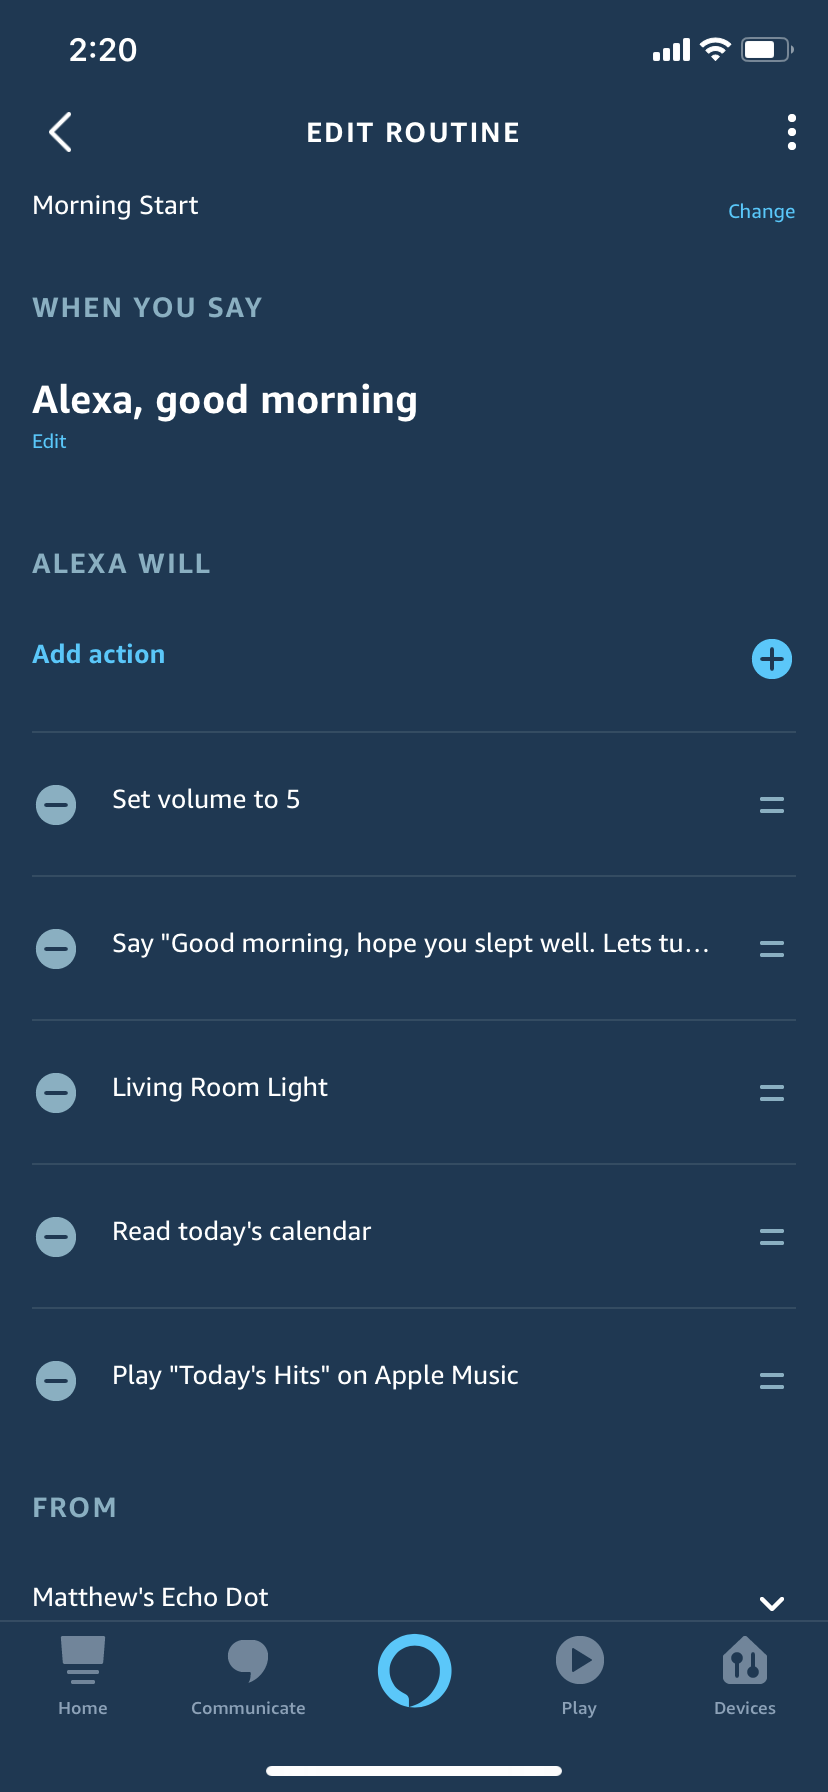 2:20
EDIT ROUTINE
Morning Start
Change
WHEN YOU SAY
Alexa, good morning
Edit
ALEXA WILL
Add action
Set volume to 5
Say "Good morning, hope you slept well. Lets tu...
Living Room Light
Read today's calendar
Play "Today's Hits" on Apple Music
FROM
Matthew's Echo Dot
Home Communicate Play Devices